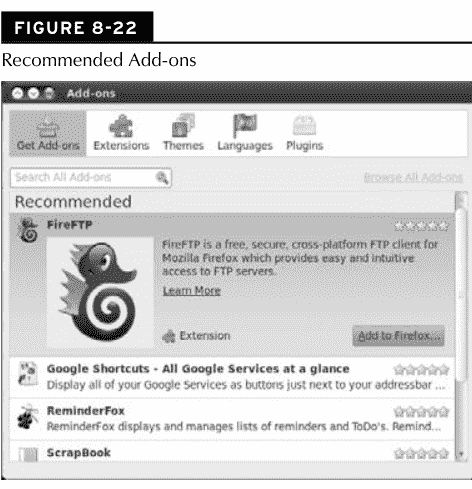 FIGURE 8-22
Recommended Add-ons
Add-ons
Get Add-ons Extensions Themes Languages Plugins
Search All Add-ons Browse All Add-ons
Recommended
FireFTP
FireFTP is a free, secure, cross-platform FTP client for
Mozilla Firefox which provides easy and intuitive
access to FTP servers.
Learn More
Extension Add to Firefox...
Google Shortcuts - All Google Services at a glance
Display all of your Google Services as buttons just next to your addressbar ...
ReminderFox
ReminderFox displays and manages lists of reminders and ToDo's. Remind...
ScrapBook